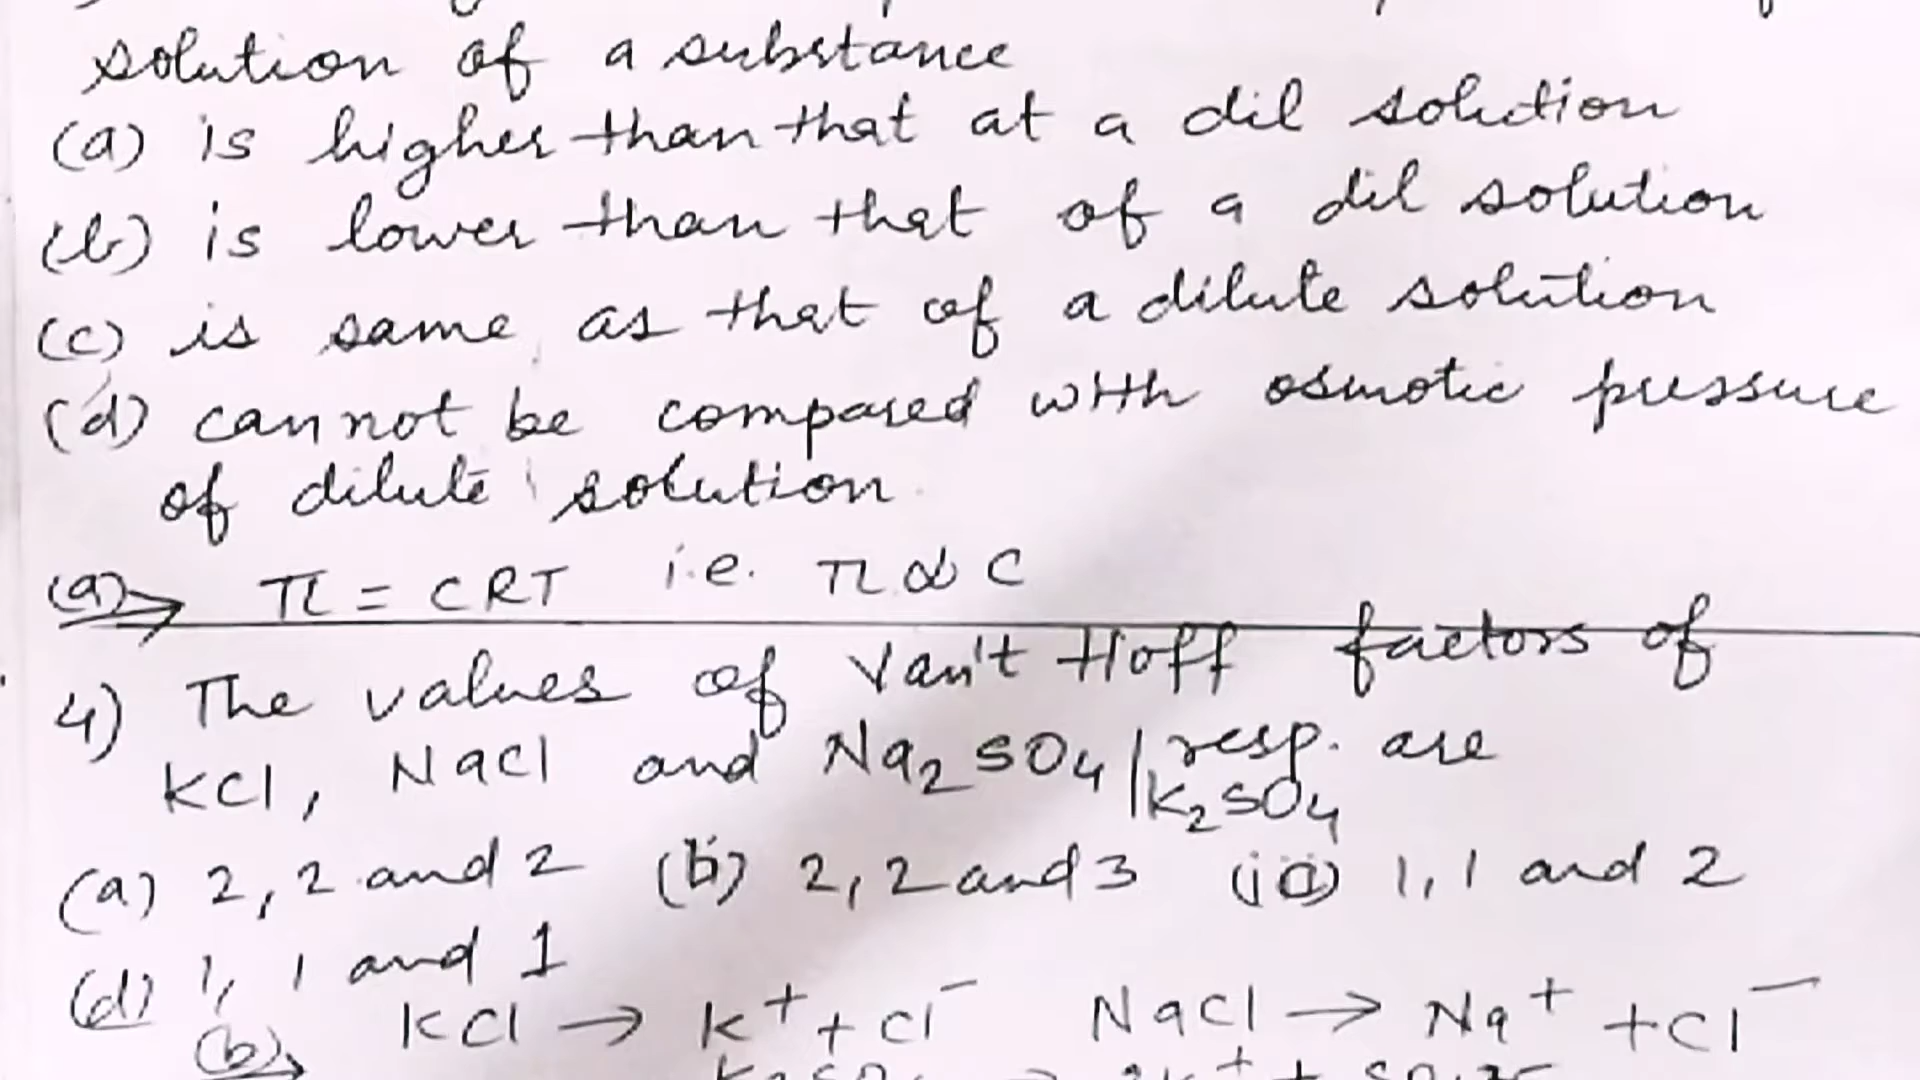 solution of a substance
(a) is higher than that at a dil solution
(b) is lower than that of a dil solution
(c) is same as that of a dilute solution
(d) cannot be compared with osmotic pressure
of dilute solution
(a)⇒ π = CRT i.e. π ∝ C
4) The values of Van't Hoff factors of
KCl, NaCl and Na₂SO₄/K₂SO₄ resp. are
(a) 2, 2 and 2 (b) 2, 2 and 3 (c) 1, 1 and 2
(d) 1, 1 and 1
(b)⇒ KCl → K⁺ + Cl⁻ NaCl → Na⁺ + Cl⁻